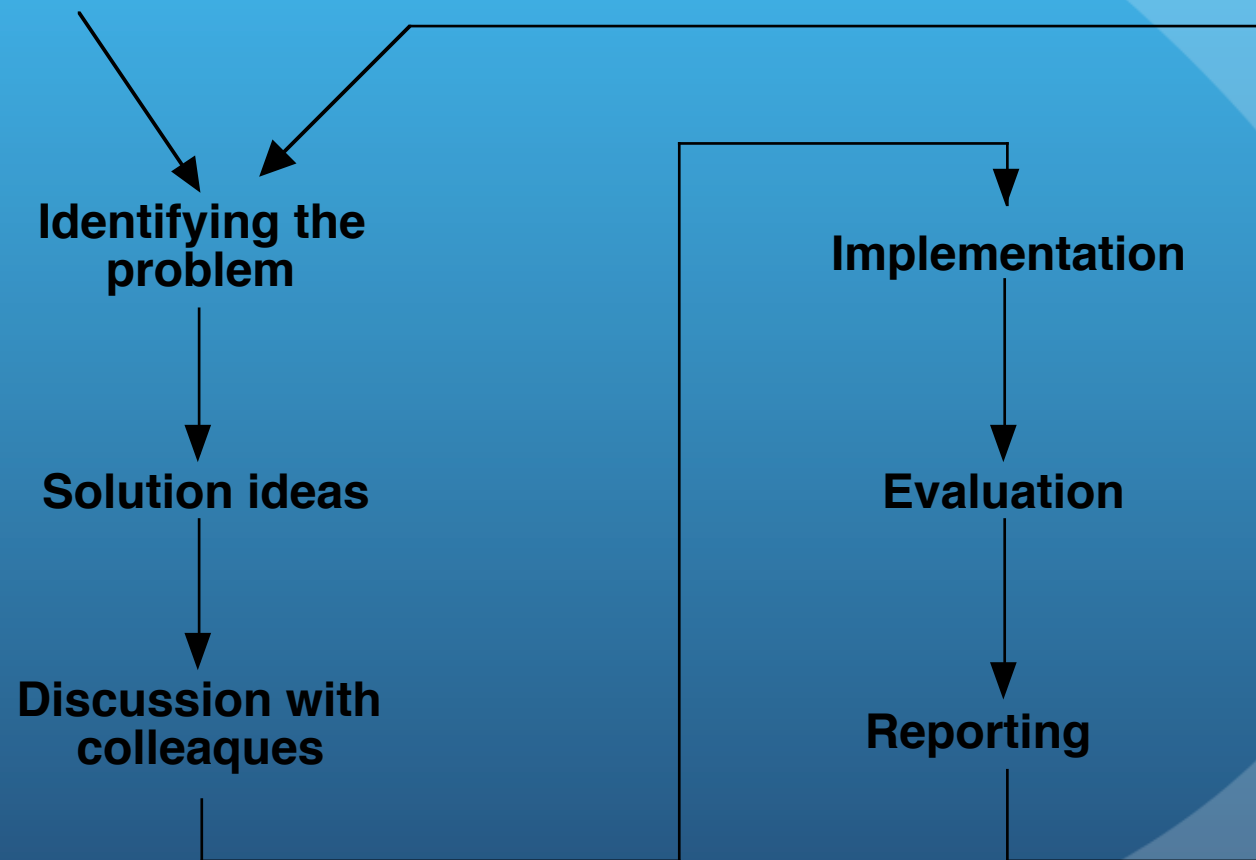 Identifying the
problem
Solution ideas
Discussion with
colleaques
Implementation
Evaluation
Reporting